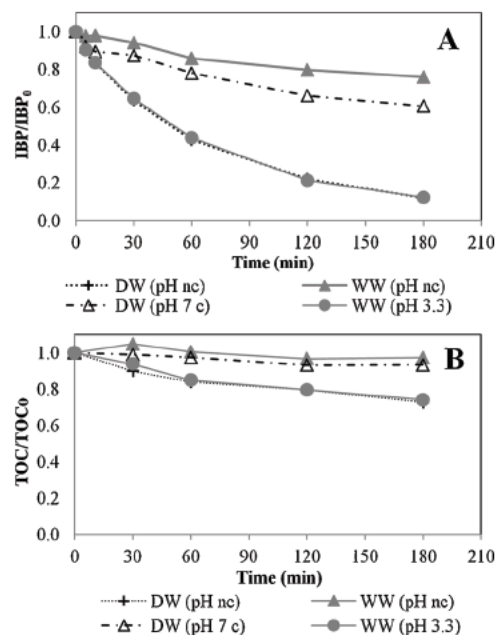 A
IBP/IBP₀
1.0
0.8
0.6
0.4
0.2
0.0
0 30 60 90 120 150 180 210
Time (min)
DW (pH nc) WW (pH nc)
DW (pH 7 c) WW (pH 3.3)
B
TOC/TOCo
1.0
0.8
0.6
0.4
0.2
0.0
0 30 60 90 120 150 180 210
Time (min)
DW (pH nc) WW (pH nc)
DW (pH 7 c) WW (pH 3.3)